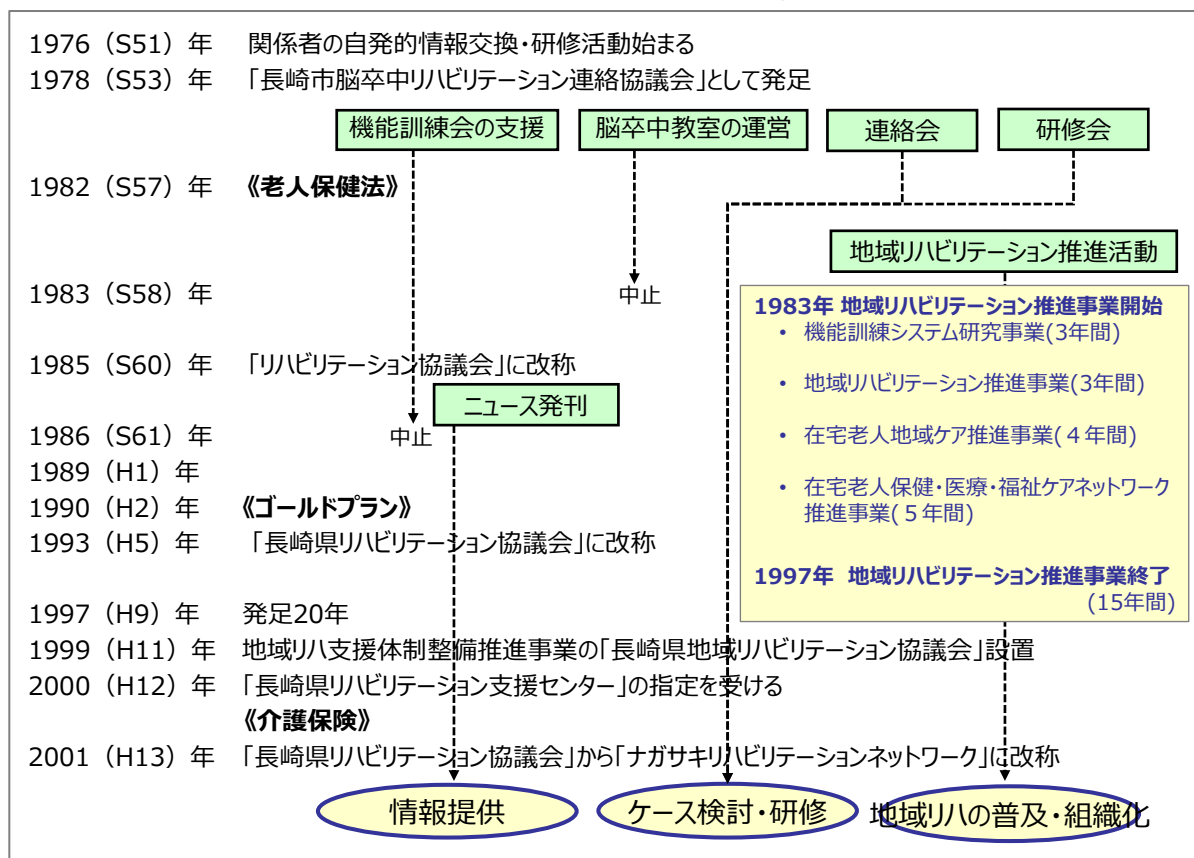 1976（S51）年 関係者の自発的情報交換・研修活動始まる
1978（S53）年 「長崎市脳卒中リハビリテーション連絡協議会」として発足
機能訓練会の支援 脳卒中教室の運営 連絡会 研修会
1982（S57）年 《老人保健法》
地域リハビリテーション推進活動
1983（S58）年 中止
1983年 地域リハビリテーション推進事業開始
• 機能訓練システム研究事業(3年間)
• 地域リハビリテーション推進事業(3年間)
• 在宅老人地域ケア推進事業(４年間)
• 在宅老人保健・医療・福祉ケアネットワーク
推進事業(５年間)
1997年 地域リハビリテーション推進事業終了
(15年間)
1985（S60）年 「リハビリテーション協議会」に改称
ニュース発刊
1986（S61）年 中止
1989（H1）年
1990（H2）年 《ゴールドプラン》
1993（H5）年 「長崎県リハビリテーション協議会」に改称
1997（H9）年 発足20年
1999（H11）年 地域リハ支援体制整備推進事業の「長崎県地域リハビリテーション協議会」設置
2000（H12）年 「長崎県リハビリテーション支援センター」の指定を受ける
《介護保険》
2001（H13）年 「長崎県リハビリテーション協議会」から「ナガサキリハビリテーションネットワーク」に改称
情報提供 ケース検討・研修 地域リハの普及・組織化